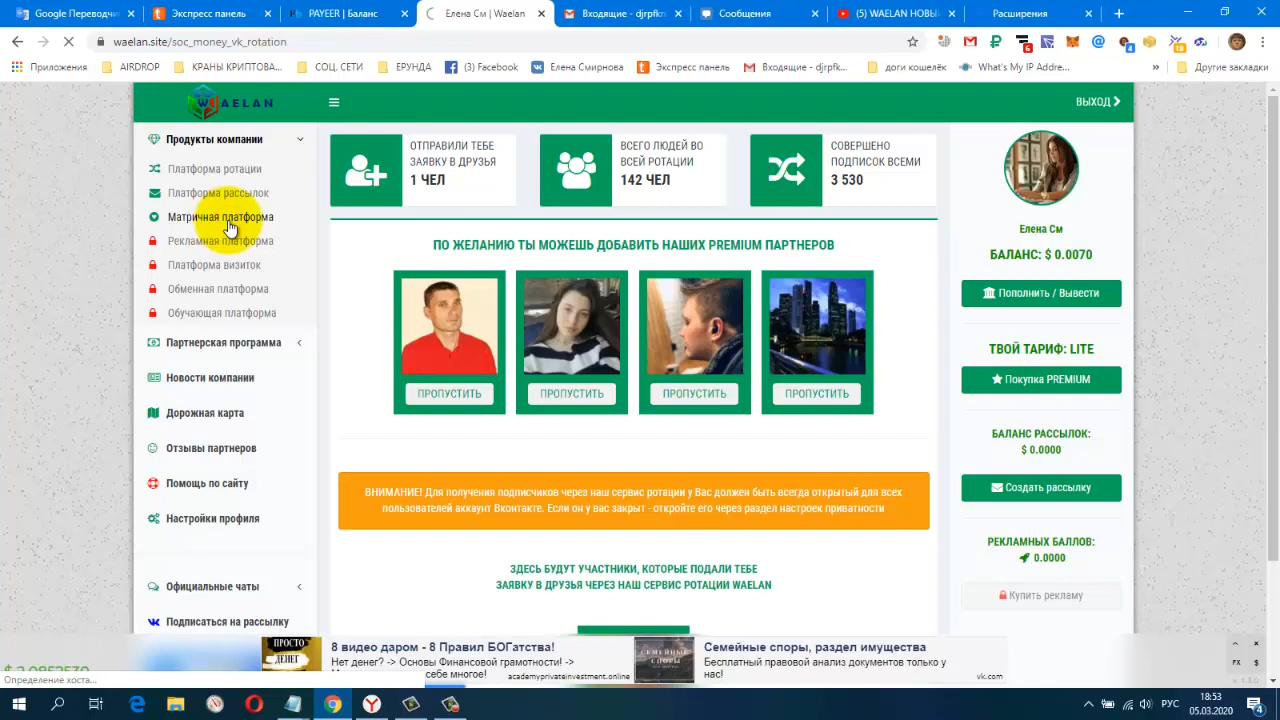 Google Переводчи
Матричная платфо
PAYEER | Баланс
Елена См
Входящие - djrpfk
Сообщения
(5) WAELAN НОВЫ
Расширения
waelan.site/soc_money_vk_rotation
Приложения
AIRDROP
КРАНЫ КРИПТОВА...
СОЦ. СЕТИ
ЕРУНДА
(3) Facebook
Елена Смирнова
Экспресс панель
Входящие - djrpfk...
доги кошелёк
What's My IP Addre...
Другие закладки
WAELAN
ВЫХОД
Продукты компании
Платформа ротации
Платформа рассылок
Матричная платформа
Рекламная платформа
Платформа визиток
Обменная платформа
Обучающая платформа
Партнерская программа
Новости компании
Дорожная карта
Отзывы партнеров
Помощь по сайту
Настройки профиля
Официальные чаты
Подписаться на рассылку
ОТПРАВИЛИ ТЕБЕ
ЗАЯВКУ В ДРУЗЬЯ
1 ЧЕЛ
ВСЕГО ЛЮДЕЙ ВО
ВСЕЙ РОТАЦИИ
142 ЧЕЛ
СОВЕРШЕНО
ПОДПИСОК ВСЕМИ
3 530
ПО ЖЕЛАНИЮ ТЫ МОЖЕШЬ ДОБАВИТЬ НАШИХ PREMIUM ПАРТНЕРОВ
ПРОПУСТИТЬ
ПРОПУСТИТЬ
ПРОПУСТИТЬ
ПРОПУСТИТЬ
ВНИМАНИЕ! Для получения подписчиков через наш сервис ротации у Вас должен быть всегда открытый для всех
пользователей аккаунт Вконтакте. Если он у вас закрыт - откройте его через раздел настроек приватности
ЗДЕСЬ БУДУТ УЧАСТНИКИ, КОТОРЫЕ ПОДАЛИ ТЕБЕ
ЗАЯВКУ В ДРУЗЬЯ ЧЕРЕЗ НАШ СЕРВИС РОТАЦИИ WAELAN
Елена См
БАЛАНС: $ 0.0070
Пополнить / Вывести
ТВОЙ ТАРИФ: LITE
Покупка PREMIUM
БАЛАНС РАССЫЛОК:
$ 0.0000
Создать рассылку
РЕКЛАМНЫХ БАЛЛОВ:
0.0000
Купить рекламу
ПРОСТО
ДЕНЕГ
8 видео даром - 8 Правил БОГатства!
Нет денег? -> Основы Финансовой грамотности! ->
себе многое!
academyprivateinvestment.online
СЕМЕЙНЫЕ
СПОРЫ
Семейные споры, раздел имущества
Бесплатный правовой анализ документов только у
нас!
vk.com
Определение хоста...
РУС
18:53
05.03.2020